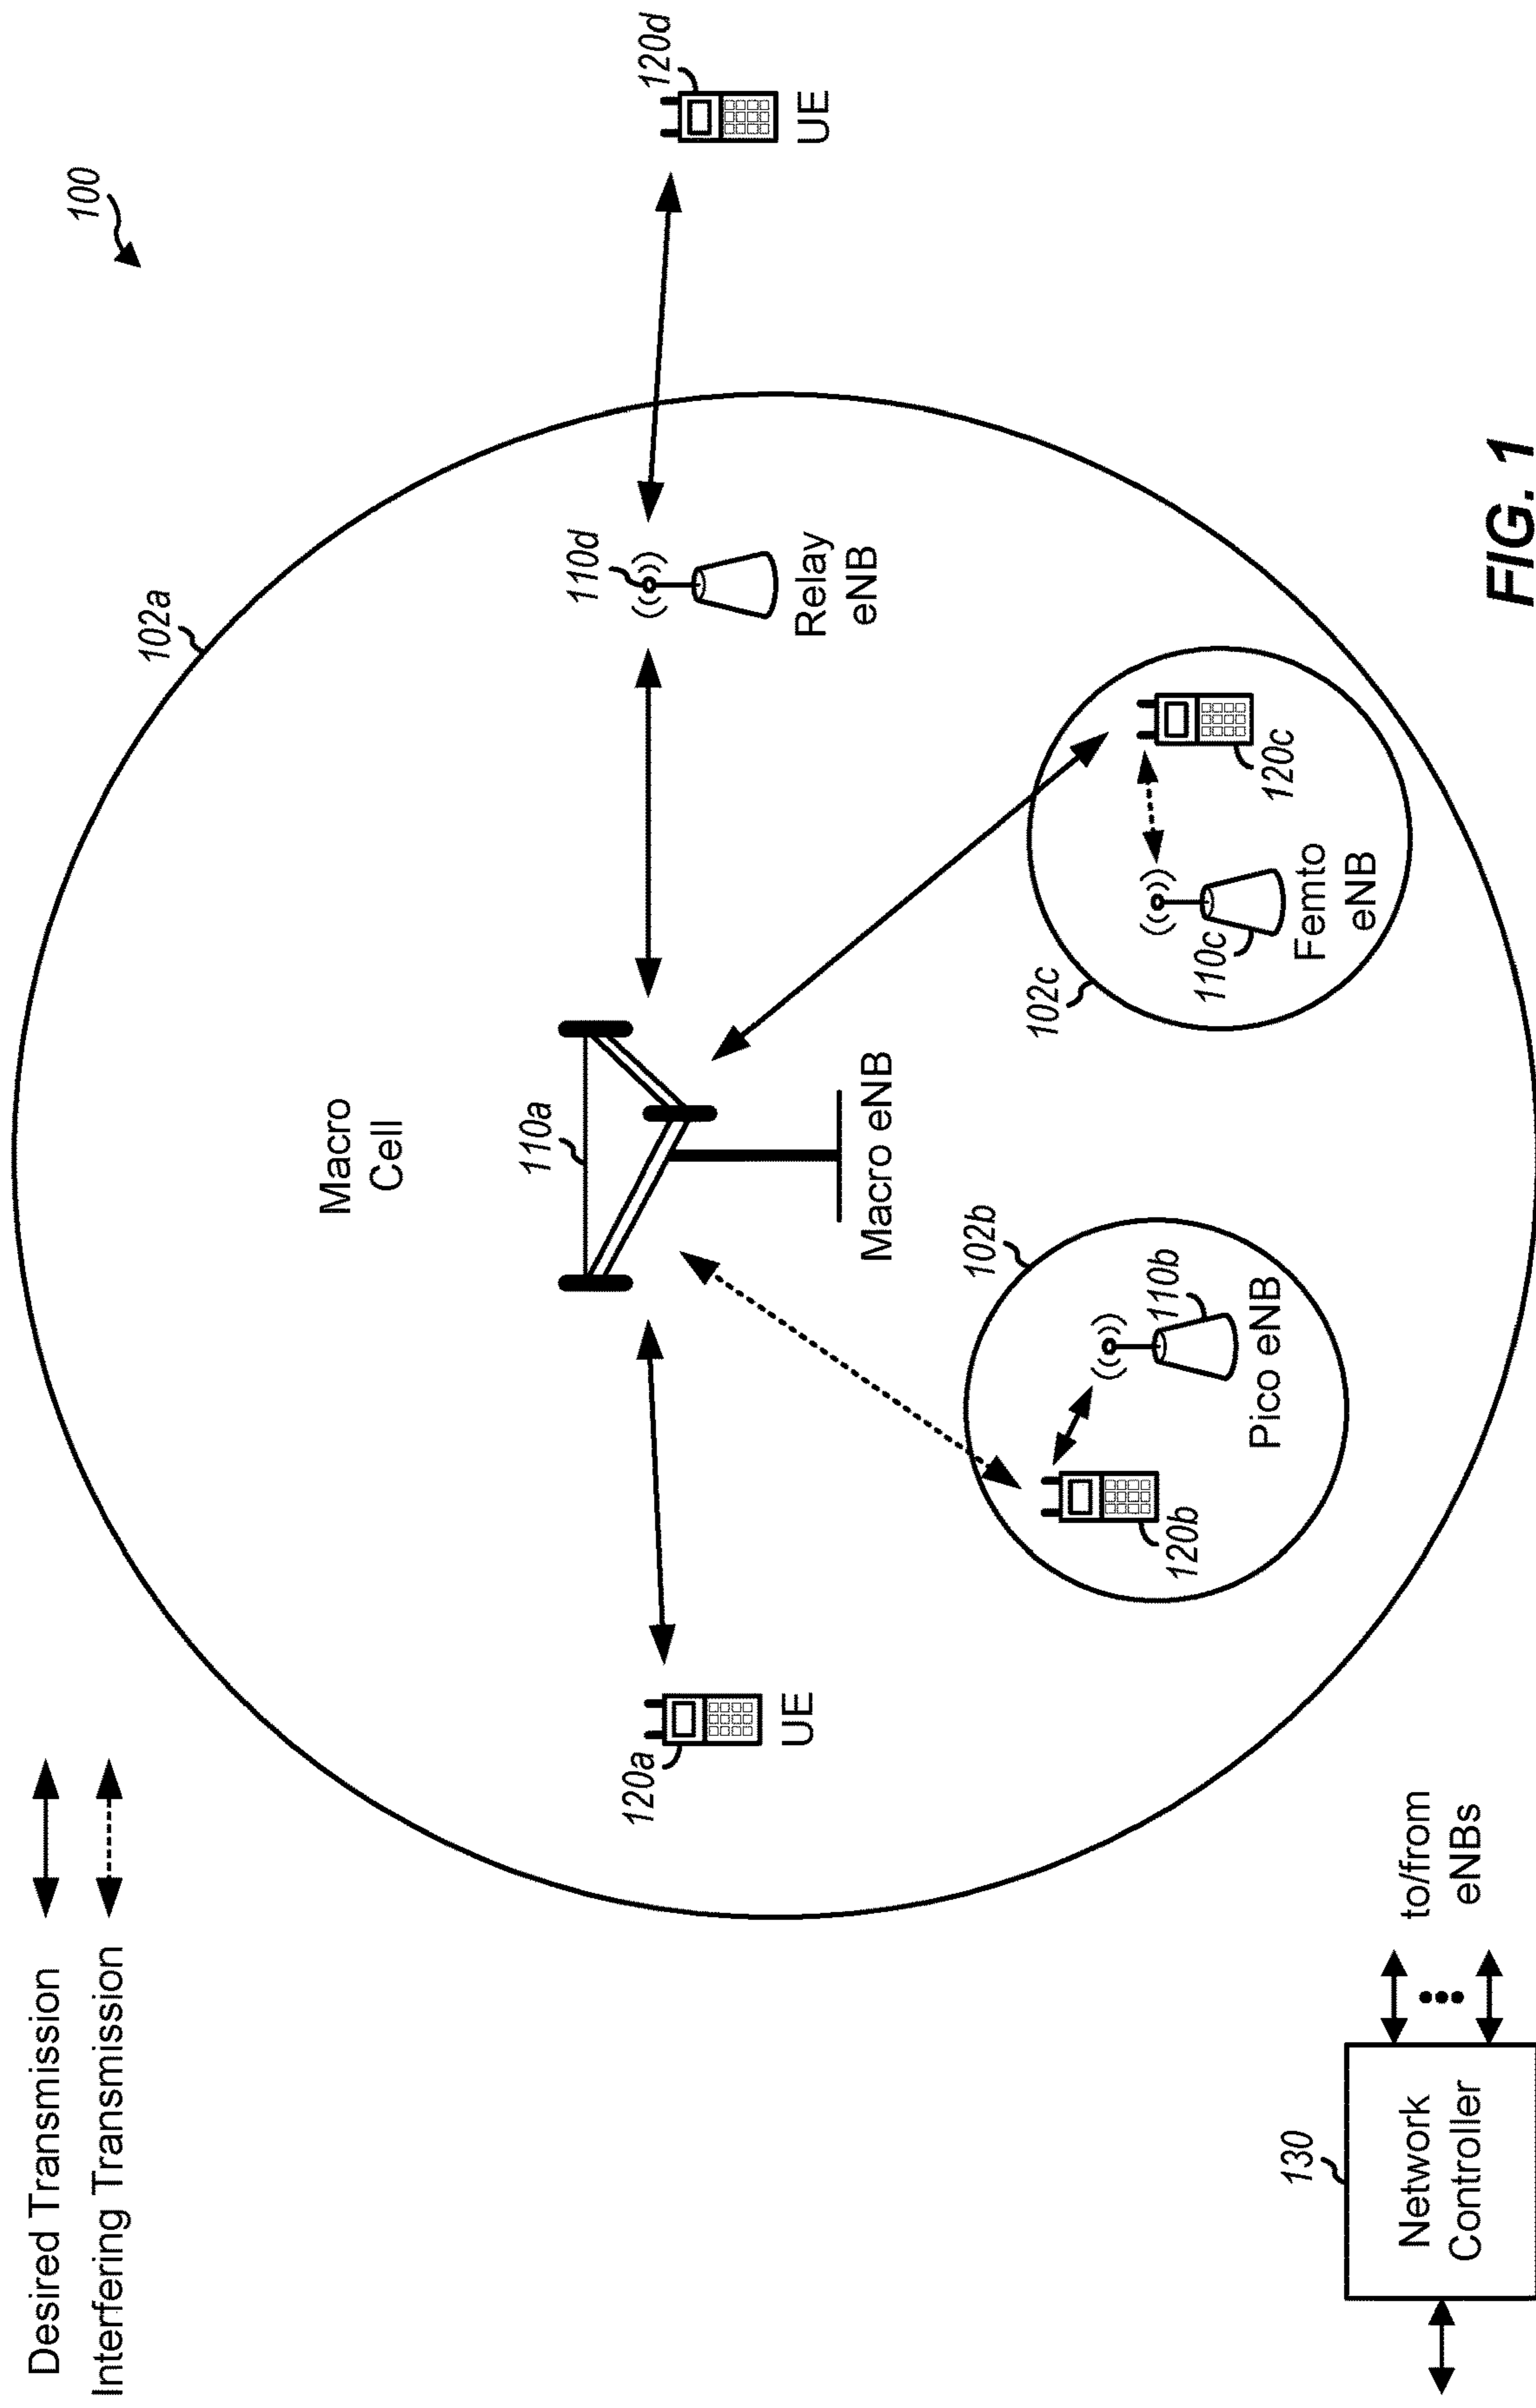 Desired Transmission
Interfering Transmission
100
102a
Macro
Cell
110a
Macro eNB
110d
Relay
eNB
120a
UE
120d
UE
102b
110b
Pico eNB
120b
102c
110c
Femto
eNB
120c
130
Network
Controller
to/from
eNBs
FIG. 1